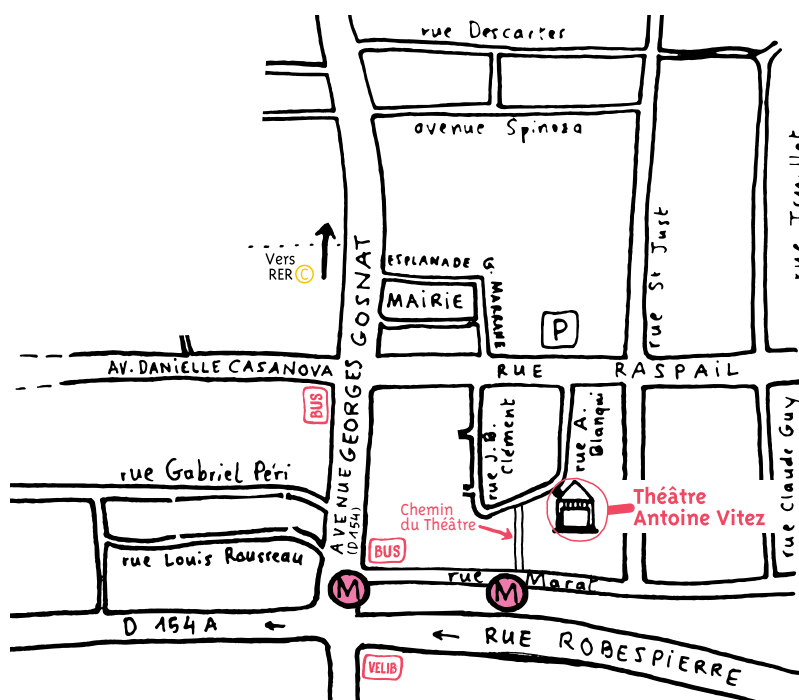 rue Descartes
avenue Spinoza
Vers
RER C
ESPLANADE G. MARRANE
MAiRiE
P
rue St Just
AV. DANiELLE CASANOVA
RUE RASPAIL
BUS
AVENUE GEORGES GOSNAT
(D154)
rue J.B.
Clément
rue A.
Blanqui
rue Claude Guy
rue Gabriel Péri
Théâtre
Antoine Vitez
Chemin
du Théâtre
BUS
rue Louis Rousseau
rue Marat
M
M
D 154A
RUE ROBESPiERRE
VELIB